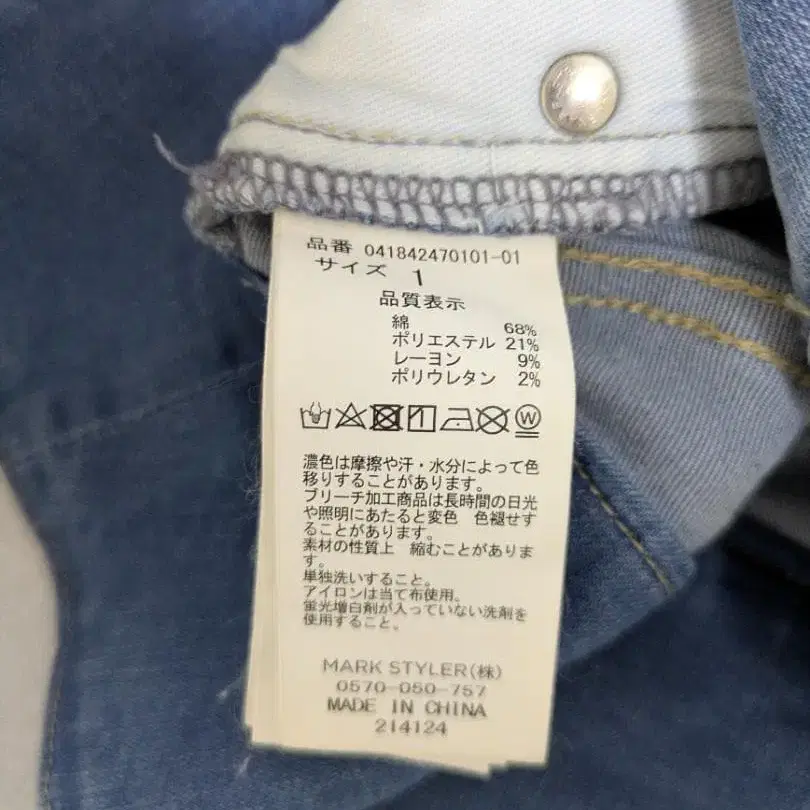 品番 041842470101-01
サイズ 1
品質表示
綿 68%
ポリエステル 21%
レーヨン 9%
ポリウレタン 2%
W
濃色は摩擦や汗・水分によって色
移りすることがあります。
ブリーチ加工商品は長時間の日光
や照明にあたると変色 色褪せす
ることがあります。
素材の性質上 縮むことがありま
す。
単独洗いすること。
アイロンは当て布使用。
蛍光増白剤が入っていない洗剤を
使用すること。
MARK STYLER(株)
0570-050-757
MADE IN CHINA
214124